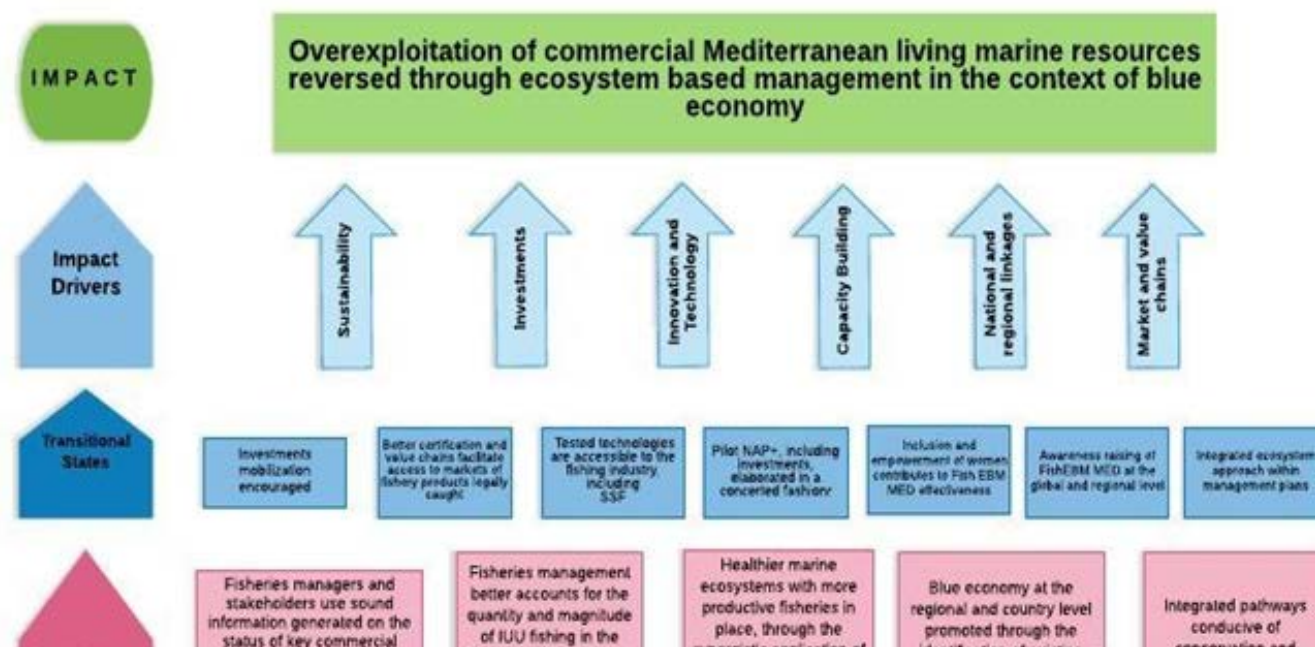 IMPACT
Overexploitation of commercial Mediterranean living marine resources
reversed through ecosystem based management in the context of blue
economy
Impact
Drivers
Sustainability
Investments
Innovation and
Technology
Capacity Building
National and
regional linkages
Market and value
chains
Transitional
States
Investments
mobilization
encouraged
Better certification and
value chains facilitate
access to markets of
fishery products legally
caught
Tested technologies
are accessible to the
fishing industry,
including
SSF
Pilot NAP+, including
investments,
elaborated in a
concerted fashion
Inclusion and
empowerment of women
contributes to Fish EBM
MED effectiveness
Awareness raising of
FishEBM MED at the
global and regional level
Integrated ecosystem
approach within
management plans
Fisheries managers and
stakeholders use sound
information generated on the
status of key commercial
Fisheries management
better accounts for the
quantity and magnitude
of IUU fishing in the
Healthier marine
ecosystems with more
productive fisheries in
place, through the
Blue economy at the
regional and country level
promoted through the
Integrated pathways
conducive of